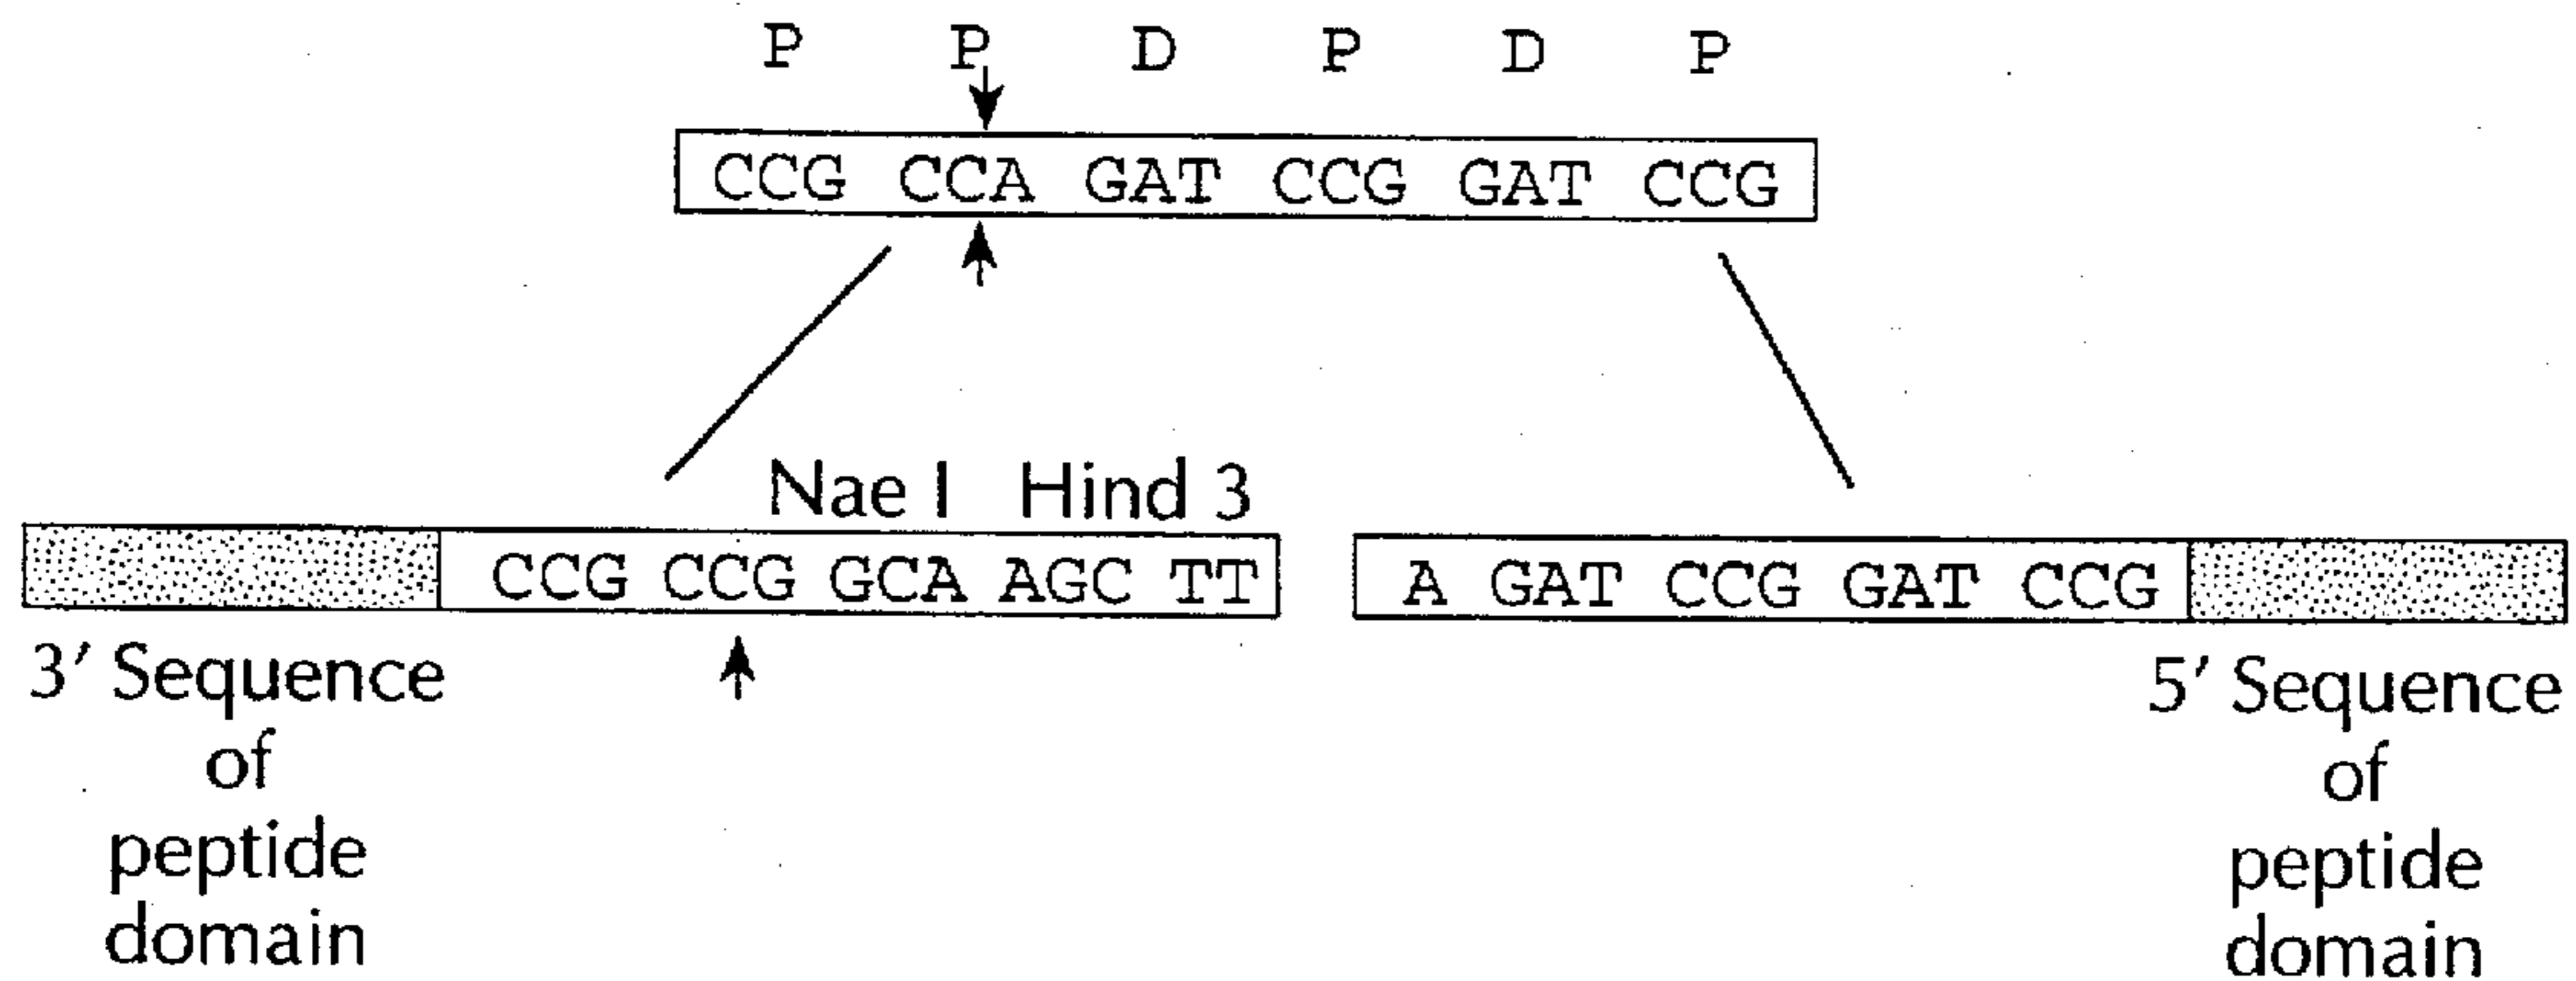 P P D P D P
CCG CCA GAT CCG GAT CCG
Nae I Hind 3
CCG CCG GCA AGC TT A GAT CCG GAT CCG
3′ Sequence
of
peptide
domain
5′ Sequence
of
peptide
domain